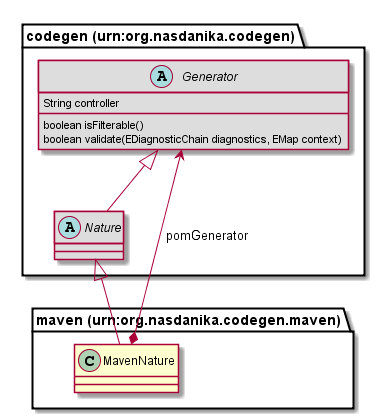 codegen (urn:org.nasdanika.codegen)
A Generator
String controller
boolean isFilterable()
boolean validate(EDiagnosticChain diagnostics, EMap context)
A Nature
pomGenerator
maven (urn:org.nasdanika.codegen.maven)
C MavenNature